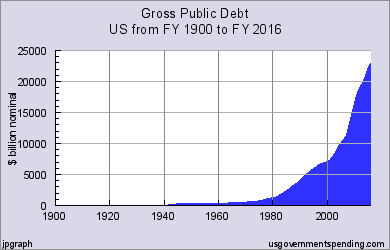 Gross Public Debt
US from FY 1900 to FY 2016
$ billion nominal
25000
20000
15000
10000
5000
0
1900 1920 1940 1960 1980 2000
jpgraph usgovernmentspending.com